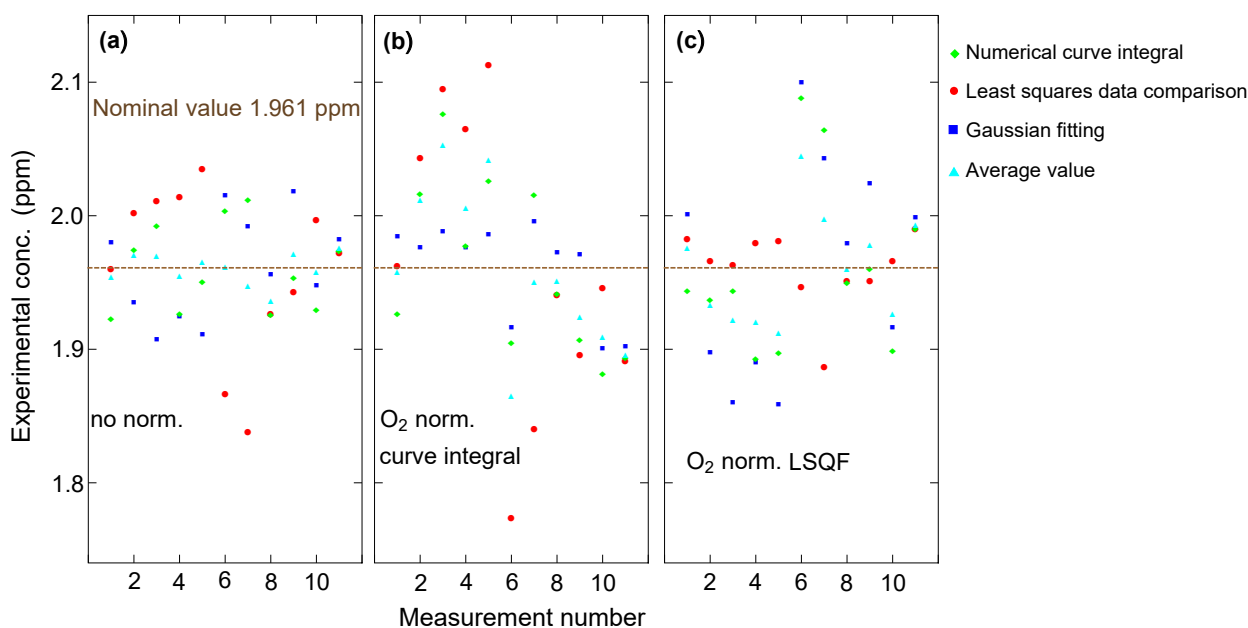 (a)
(b)
(c)
Nominal value 1.961 ppm
no norm.
O₂ norm.
curve integral
O₂ norm. LSQF
Numerical curve integral
Least squares data comparison
Gaussian fitting
Average value
Experimental conc. (ppm)
2.1
2.0
1.9
1.8
2 4 6 8 10
2 4 6 8 10
2 4 6 8 10
Measurement number